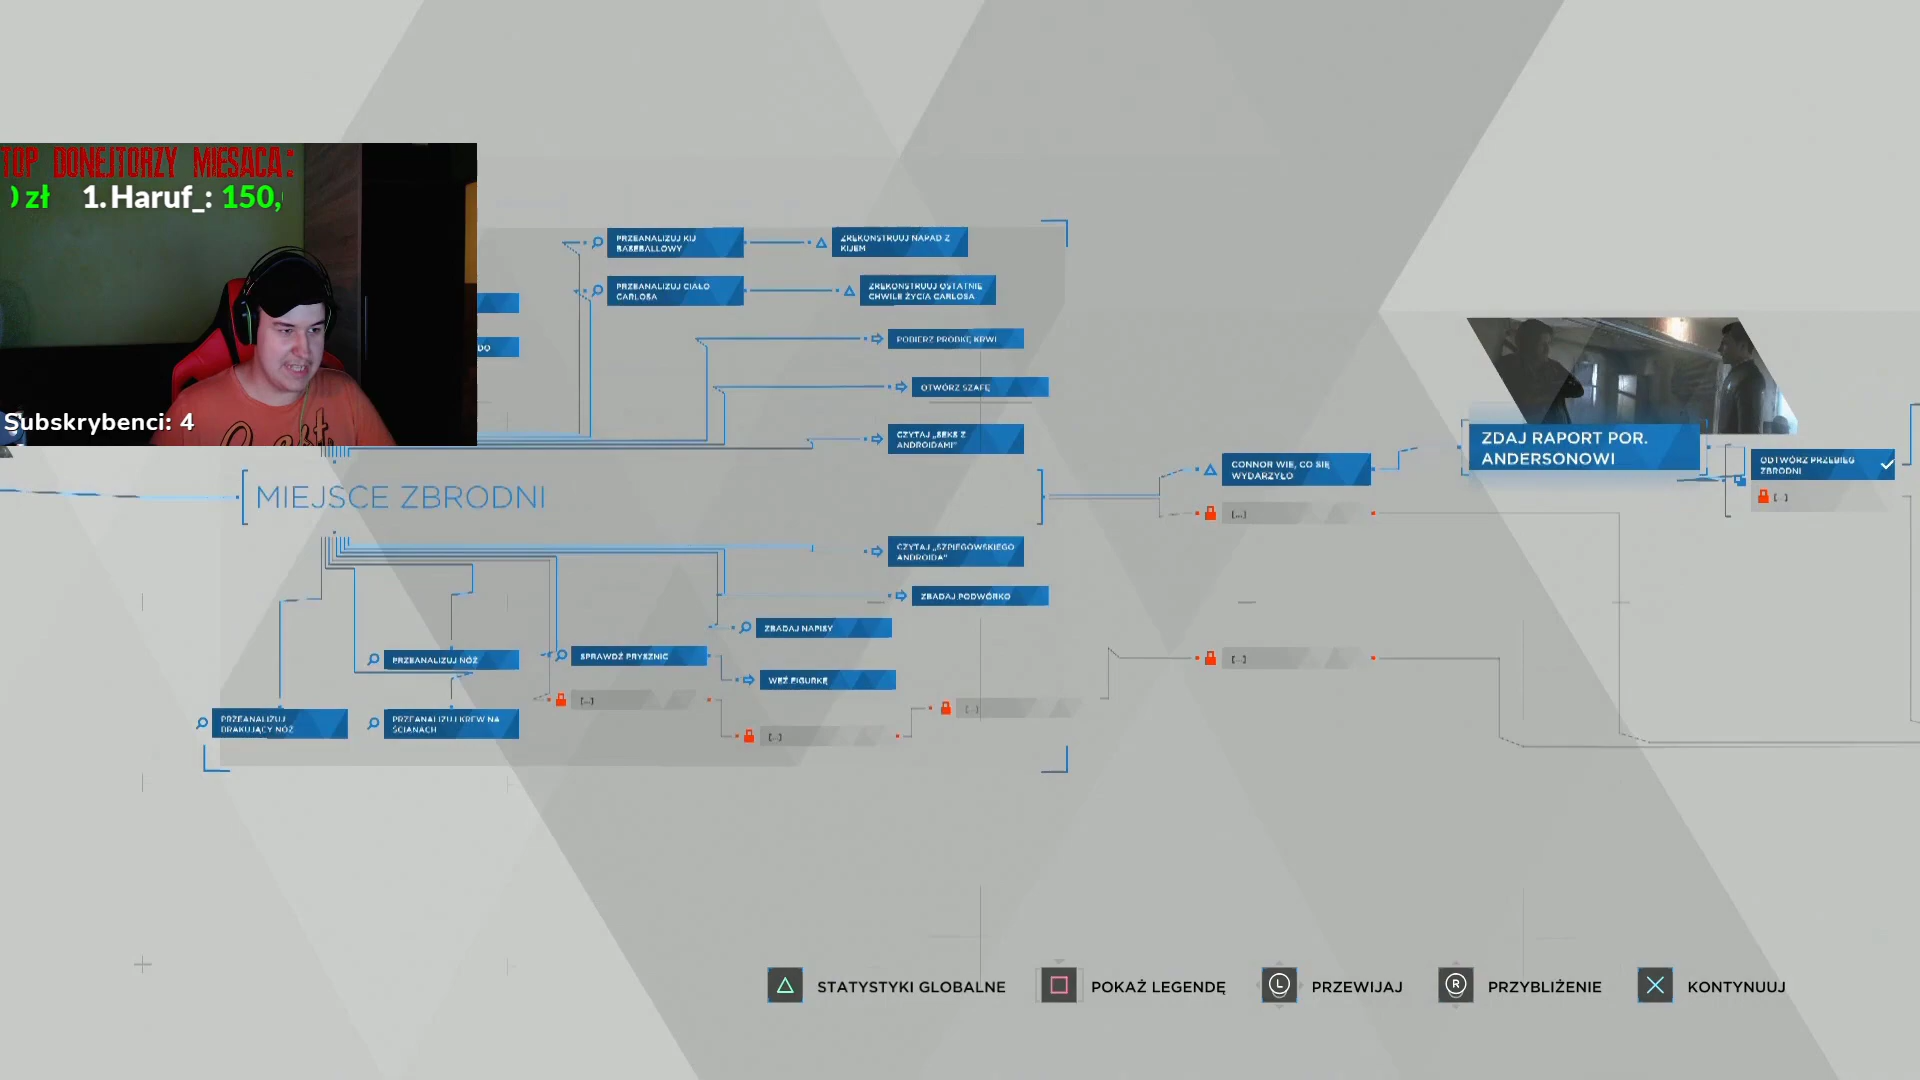 TOP DONEJTORZY MIESACA:
zł 1.Haruf_: 150,
Subskrybenci: 4
DO
PRZEANALIZUJ KIJ
BASEBALLOWY
ZREKONSTRUUJ NAPAD Z
KIJEM
PRZEANALIZUJ CIAŁO
CARLOSA
ZREKONSTRUUJ OSTATNIE
CHWILE ŻYCIA CARLOSA
POBIERZ PRÓBKĘ KRWI
OTWÓRZ SZAFĘ
CZYTAJ „SEKS Z
ANDROIDAMI"
MIEJSCE ZBRODNI
CONNOR WIE, CO SIĘ
WYDARZYŁO
[...]
ZDAJ RAPORT POR.
ANDERSONOWI
ODTWÓRZ PRZEBIEG
ZBRODNI
[...]
CZYTAJ „SZPIEGOWSKIEGO
ANDROIDA"
ZBADAJ PODWÓRKO
ZBADAJ NAPISY
PRZEANALIZUJ NÓŻ
SPRAWDŹ PRYSZNIC
[...]
WEŹ FIGURKĘ
[...]
[...]
[...]
PRZEANALIZUJ
BRAKUJĄCY NÓŻ
PRZEANALIZUJ KREW NA
ŚCIANACH
STATYSTYKI GLOBALNE
POKAŻ LEGENDĘ
L PRZEWIJAJ
R PRZYBLIŻENIE
KONTYNUUJ